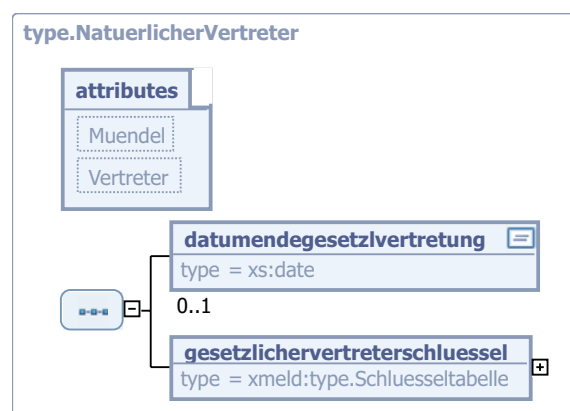 type.NatuerlicherVertreter
attributes
Muendel
Vertreter
datumendegesetzlvertretung
type = xs:date
0..1
gesetzlichervertreterschluessel
type = xmeld:type.Schluesseltabelle